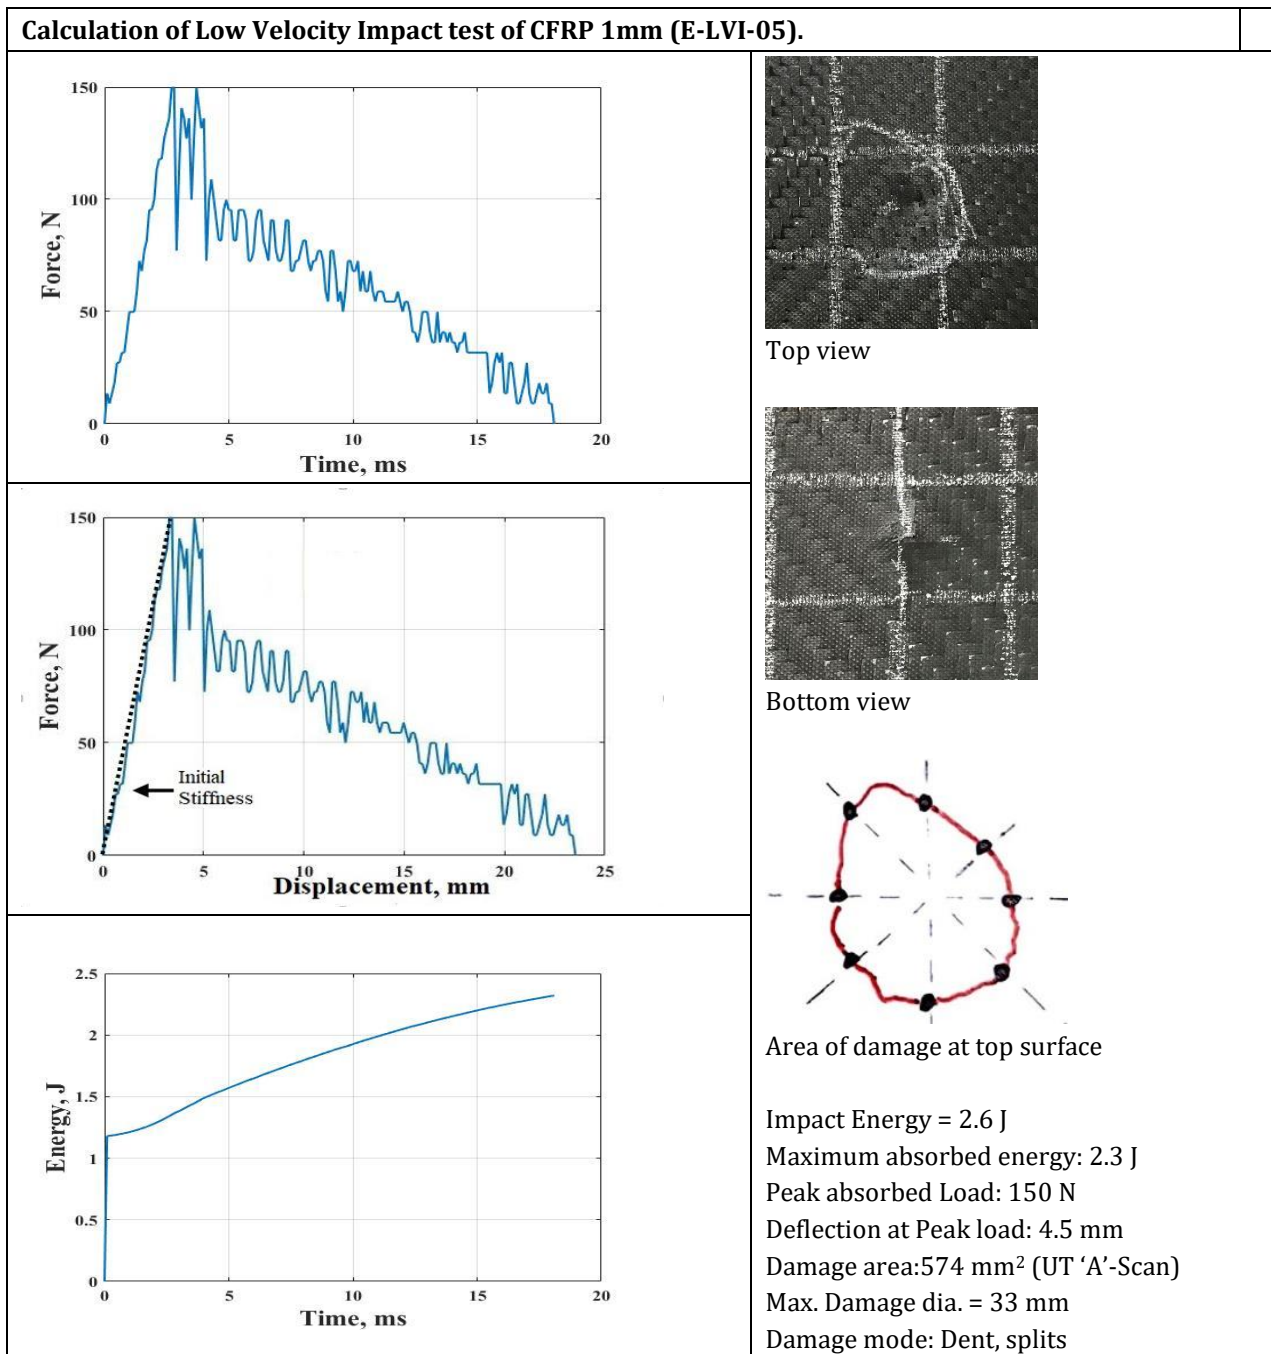 Calculation of Low Velocity Impact test of CFRP 1mm (E-LVI-05).
150
100
50
0
Force, N
0 5 10 15 20
Time, ms
150
100
50
0
Force, N
Initial
Stiffness
0 5 10 15 20 25
Displacement, mm
2.5
2
1.5
1
0.5
0
Energy, J
0 5 10 15 20
Time, ms
Top view
Bottom view
Area of damage at top surface
Impact Energy = 2.6 J
Maximum absorbed energy: 2.3 J
Peak absorbed Load: 150 N
Deflection at Peak load: 4.5 mm
Damage area:574 mm² (UT ‘A’-Scan)
Max. Damage dia. = 33 mm
Damage mode: Dent, splits